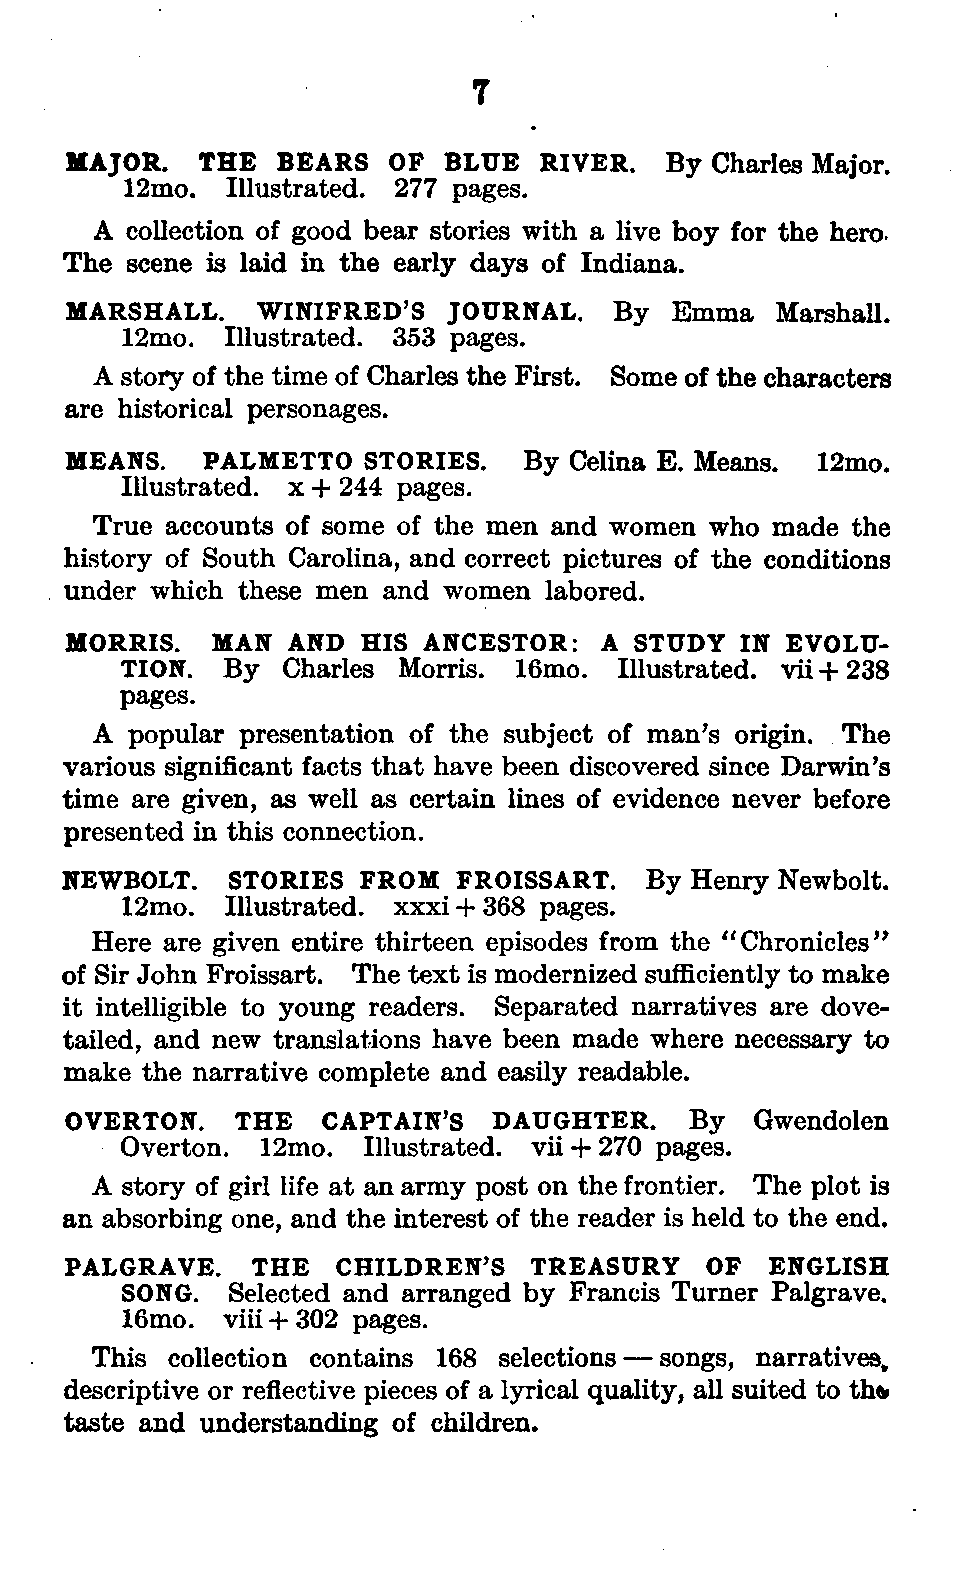 7
MAJOR. THE BEARS OF BLUE RIVER. By Charles Major.
12mo. Illustrated. 277 pages.
A collection of good bear stories with a live boy for the hero.
The scene is laid in the early days of Indiana.
MARSHALL. WINIFRED'S JOURNAL. By Emma Marshall.
12mo. Illustrated. 353 pages.
A story of the time of Charles the First. Some of the characters
are historical personages.
MEANS. PALMETTO STORIES. By Celina E. Means. 12mo.
Illustrated. x + 244 pages.
True accounts of some of the men and women who made the
history of South Carolina, and correct pictures of the conditions
under which these men and women labored.
MORRIS. MAN AND HIS ANCESTOR: A STUDY IN EVOLU-
TION. By Charles Morris. 16mo. Illustrated. vii + 238
pages.
A popular presentation of the subject of man's origin. The
various significant facts that have been discovered since Darwin's
time are given, as well as certain lines of evidence never before
presented in this connection.
NEWBOLT. STORIES FROM FROISSART. By Henry Newbolt.
12mo. Illustrated. xxxi + 368 pages.
Here are given entire thirteen episodes from the "Chronicles"
of Sir John Froissart. The text is modernized sufficiently to make
it intelligible to young readers. Separated narratives are dove-
tailed, and new translations have been made where necessary to
make the narrative complete and easily readable.
OVERTON. THE CAPTAIN'S DAUGHTER. By Gwendolen
Overton. 12mo. Illustrated. vii + 270 pages.
A story of girl life at an army post on the frontier. The plot is
an absorbing one, and the interest of the reader is held to the end.
PALGRAVE. THE CHILDREN'S TREASURY OF ENGLISH
SONG. Selected and arranged by Francis Turner Palgrave.
16mo. viii + 302 pages.
This collection contains 168 selections — songs, narratives,
descriptive or reflective pieces of a lyrical quality, all suited to the
taste and understanding of children.